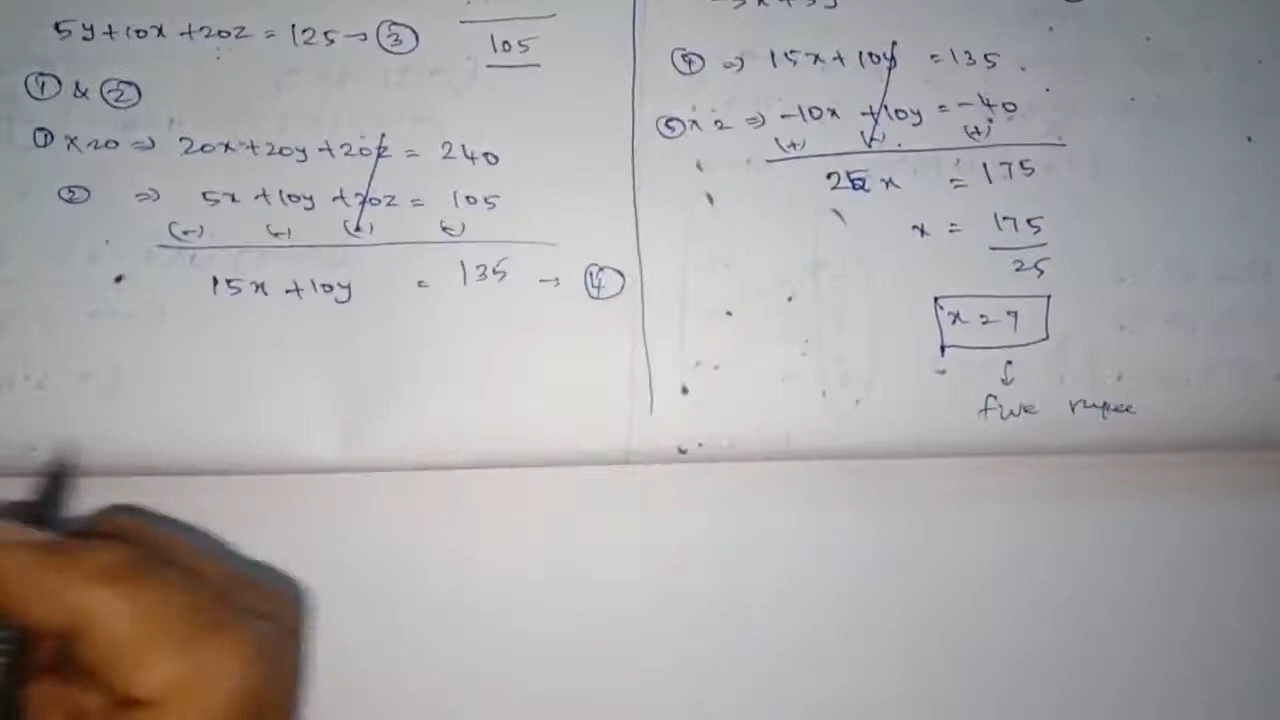 5y+10x+20z = 125 → ③
105
① & ②
① x 20 ⇒ 20x+20y+20z = 240
② ⇒ 5x+10y+20z = 105
(-) (-) (-) (-)
15x+10y = 135 → ④
④ ⇒ 15x+10y = 135
⑤ x 2 ⇒ -10x+10y = -40
(+) (-) (+)
25x = 175
x = 175
25
x = 7
↓
five rupee